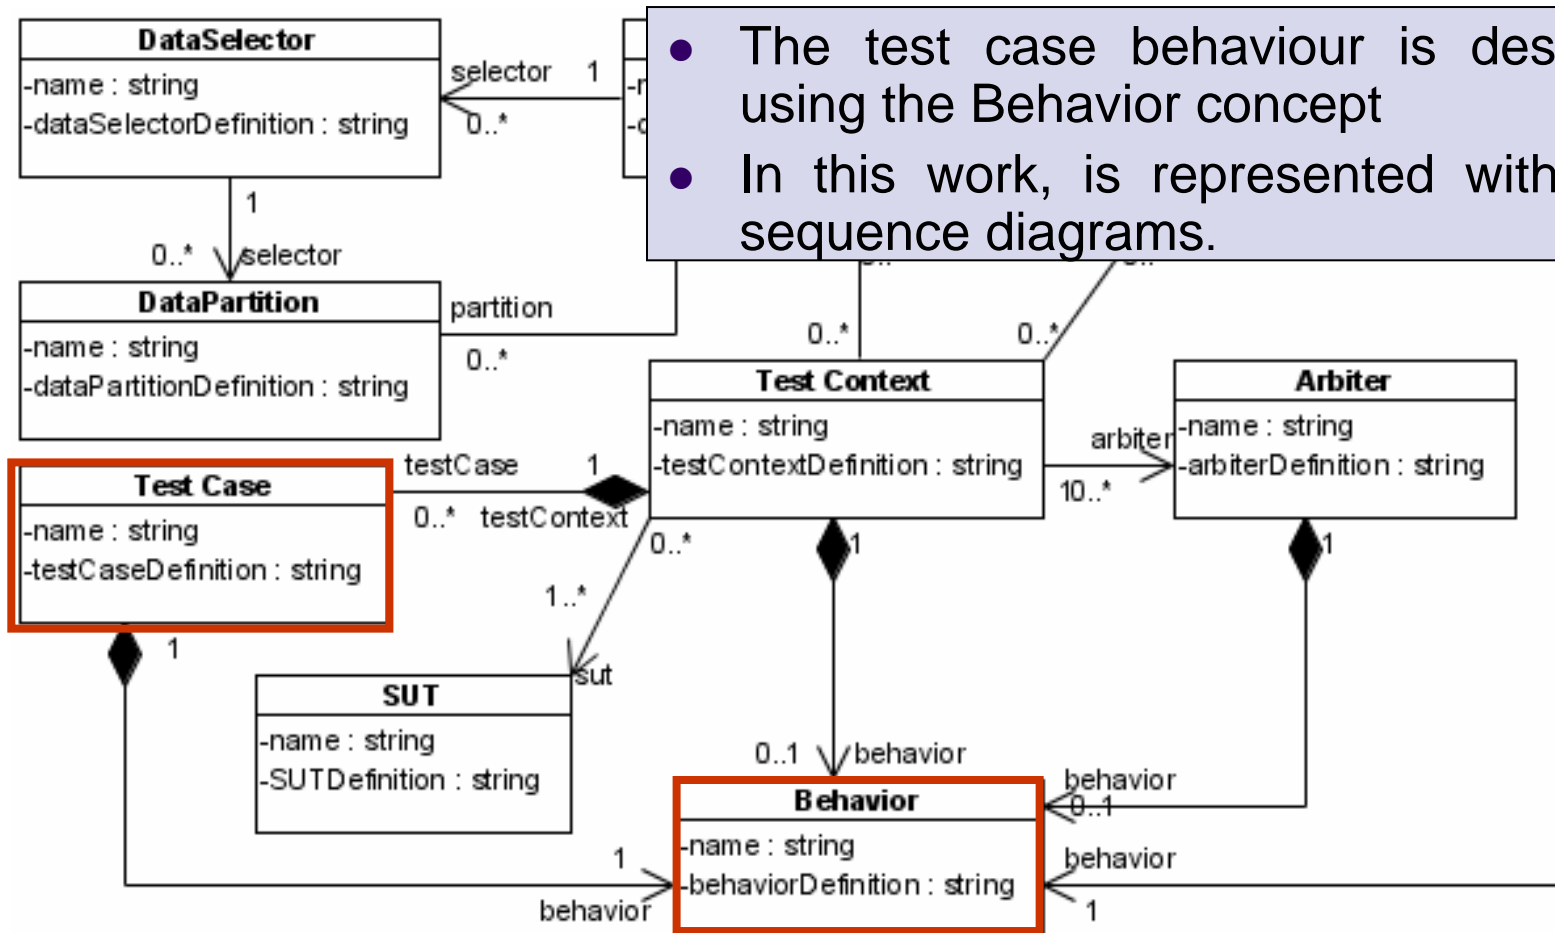 DataSelector
-name : string
-dataSelectorDefinition : string
selector 1
0..*
The test case behaviour is
using the Behavior concept
In this work, is represented with
sequence diagrams.
1
0..* selector
DataPartition
-name : string
-dataPartitionDefinition : string
partition
0..*
0..*
0..*
Test Context
-name : string
-testContextDefinition : string
arbiter
10..*
Arbiter
-name : string
-arbiterDefinition : string
1
Test Case
-name : string
-testCaseDefinition : string
testCase 1
0..* testContext
0..*
1
1..*
sut
1
SUT
-name : string
-SUTDefinition : string
0..1 behavior
behavior
0..1
Behavior
-name : string
-behaviorDefinition : string
1
behavior
behavior
1